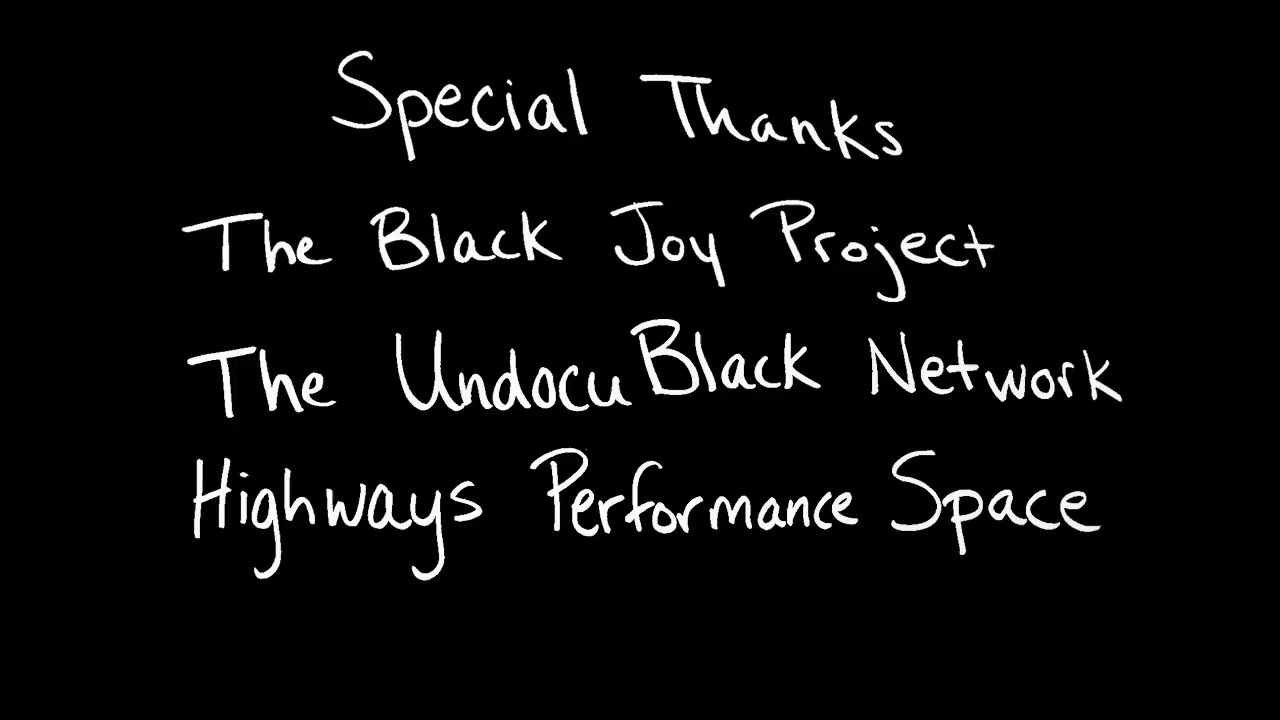 Special Thanks
The Black Joy Project
The UndocuBlack Network
Highways Performance Space